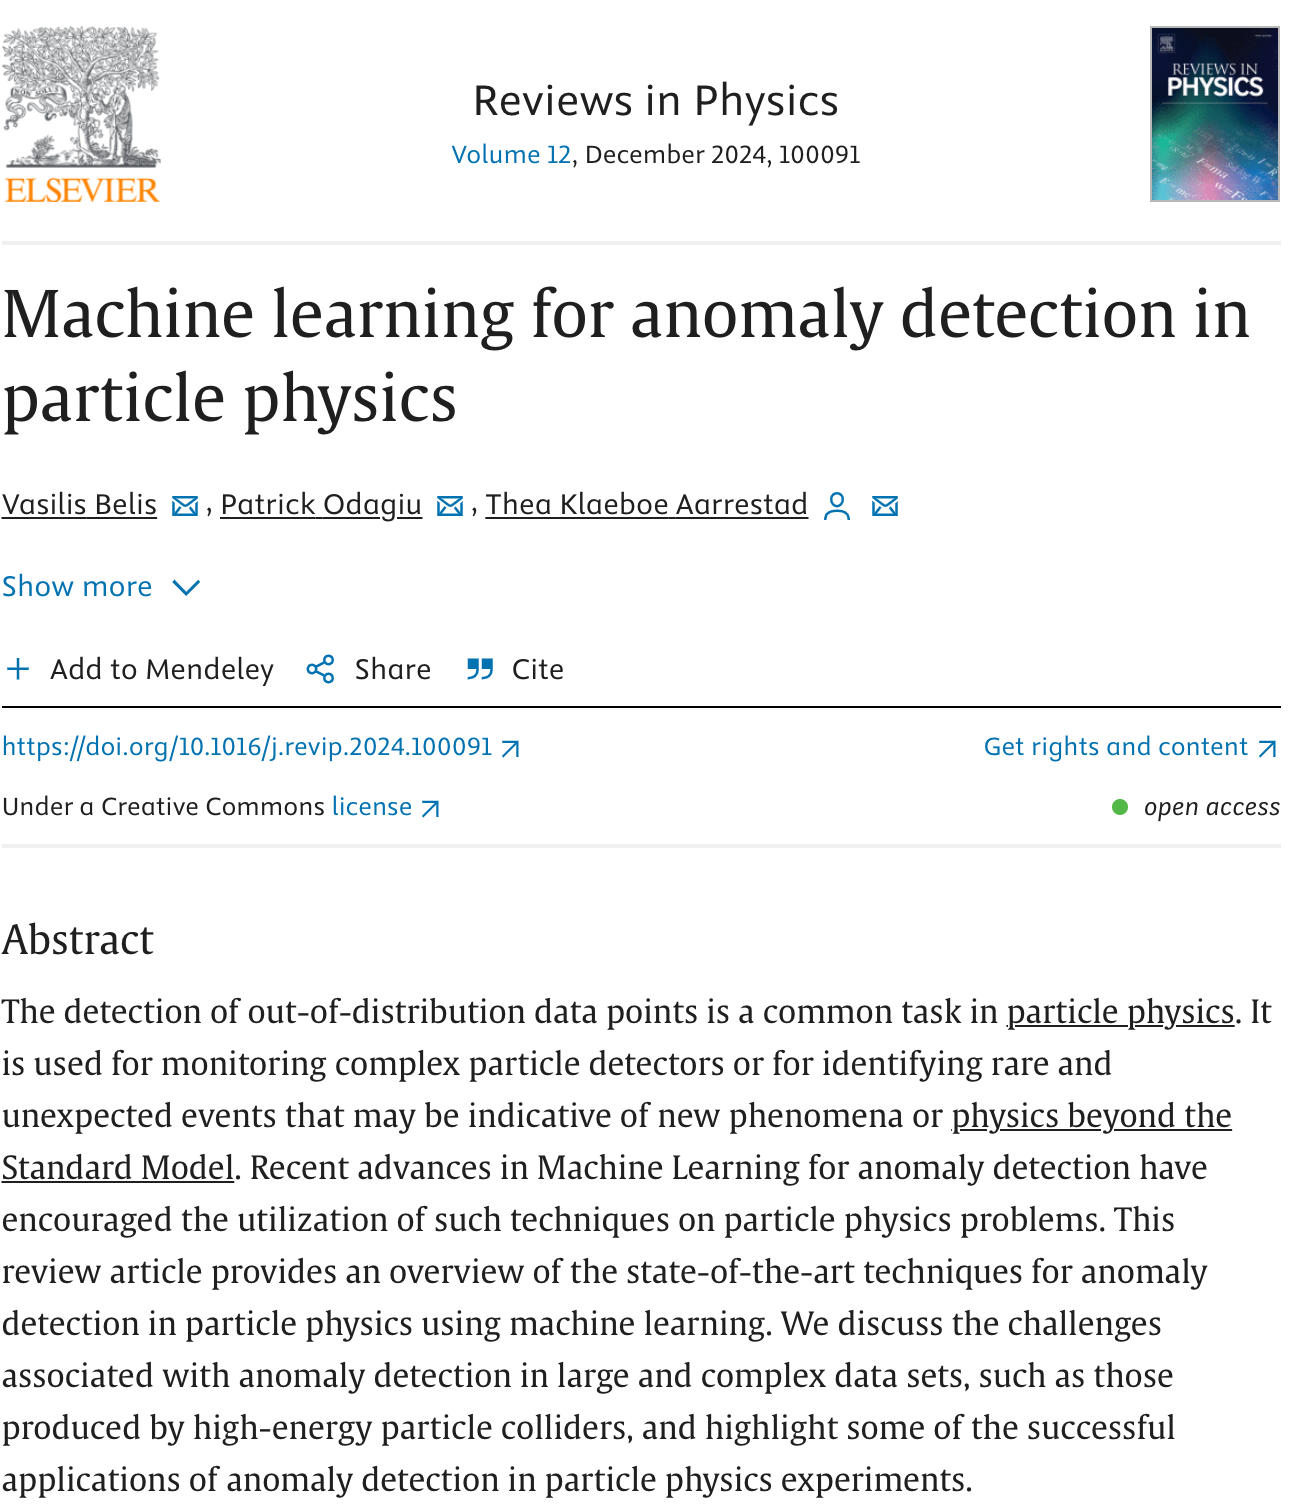 ELSEVIER
Reviews in Physics
Volume 12, December 2024, 100091
REVIEWS IN
PHYSICS
Machine learning for anomaly detection in
particle physics
Vasilis Belis , Patrick Odagiu , Thea Klaeboe Aarrestad
Show more
Add to Mendeley Share Cite
https://doi.org/10.1016/j.revip.2024.100091 Get rights and content
Under a Creative Commons license open access
Abstract
The detection of out-of-distribution data points is a common task in particle physics. It
is used for monitoring complex particle detectors or for identifying rare and
unexpected events that may be indicative of new phenomena or physics beyond the
Standard Model. Recent advances in Machine Learning for anomaly detection have
encouraged the utilization of such techniques on particle physics problems. This
review article provides an overview of the state-of-the-art techniques for anomaly
detection in particle physics using machine learning. We discuss the challenges
associated with anomaly detection in large and complex data sets, such as those
produced by high-energy particle colliders, and highlight some of the successful
applications of anomaly detection in particle physics experiments.